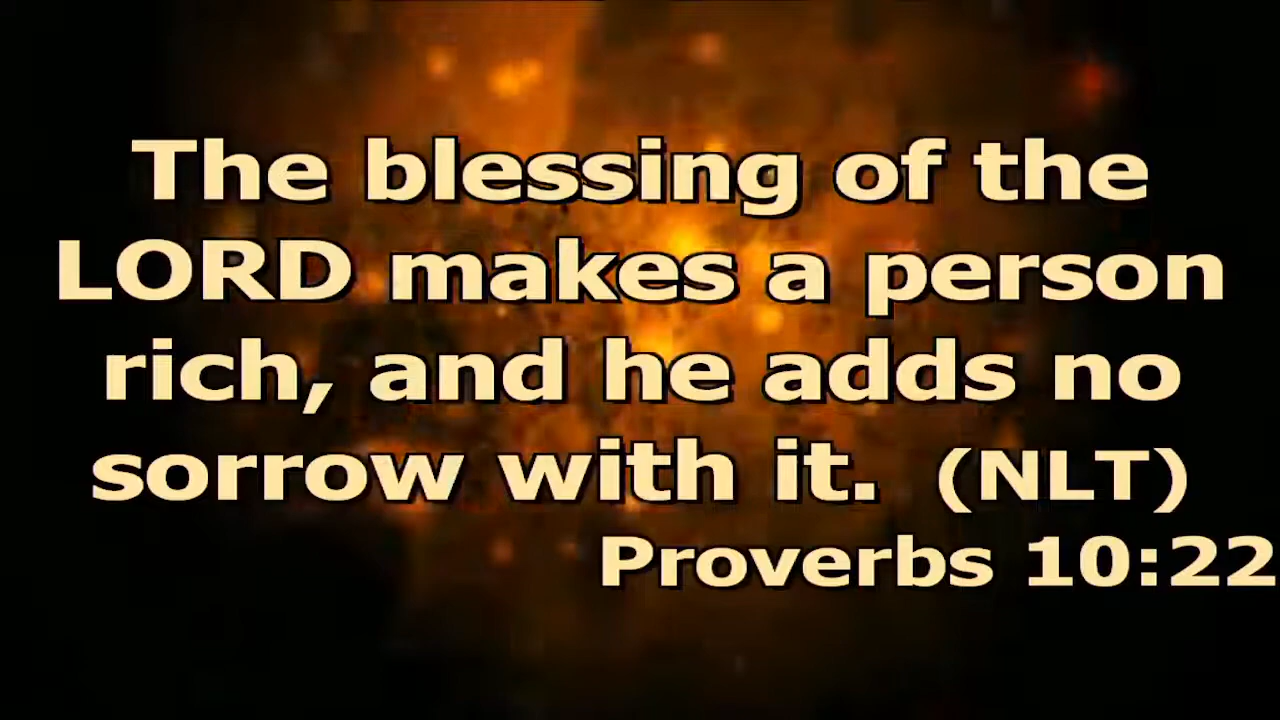 The blessing of the
LORD makes a person
rich, and he adds no
sorrow with it. (NLT)
Proverbs 10:22